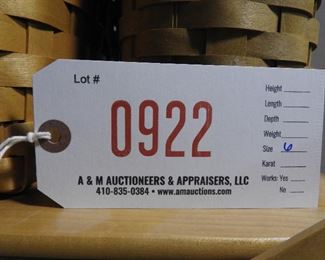 Lot #
0922
A & M AUCTIONEERS & APPRAISERS, LLC
410-835-0384 • www.amauctions.com
Height
Length
Depth
Weight
Size 6
Karat
Works: Yes
No